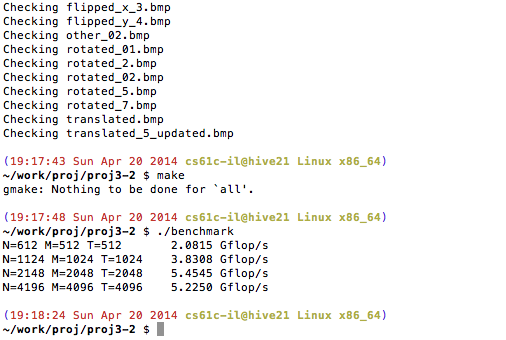 Checking flipped_x_3.bmp
Checking flipped_y_4.bmp
Checking other_02.bmp
Checking rotated_01.bmp
Checking rotated_2.bmp
Checking rotated_02.bmp
Checking rotated_5.bmp
Checking rotated_7.bmp
Checking translated.bmp
Checking translated_5_updated.bmp
(19:17:43 Sun Apr 20 2014 cs61c-il@hive21 Linux x86_64)
~/work/proj/proj3-2 $ make
gmake: Nothing to be done for `all'.
(19:17:48 Sun Apr 20 2014 cs61c-il@hive21 Linux x86_64)
~/work/proj/proj3-2 $ ./benchmark
N=612 M=512 T=512 2.0815 Gflop/s
N=1124 M=1024 T=1024 3.8308 Gflop/s
N=2148 M=2048 T=2048 5.4545 Gflop/s
N=4196 M=4096 T=4096 5.2250 Gflop/s
(19:18:24 Sun Apr 20 2014 cs61c-il@hive21 Linux x86_64)
~/work/proj/proj3-2 $